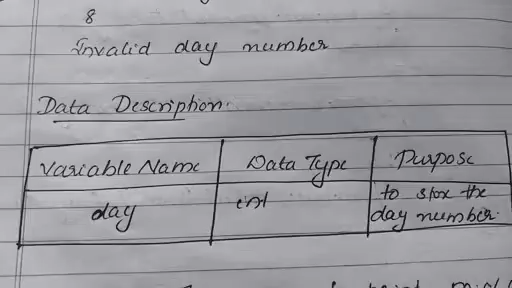 8
Invalid day number
Data Description.
Variable Name Data Type Purpose
day int to store the
day number.